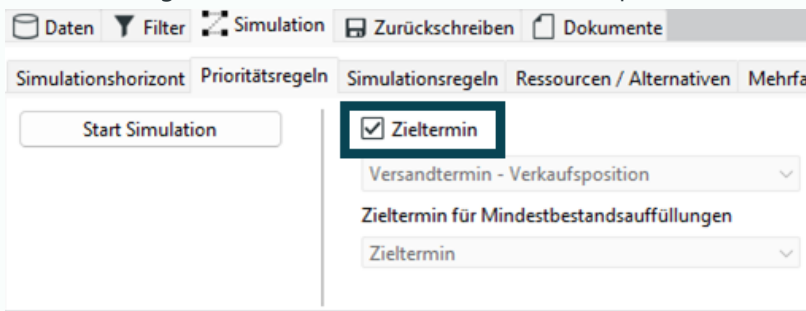 Daten Filter Simulation Zurückschreiben Dokumente
Simulationshorizont Prioritätsregeln Simulationsregeln Ressourcen / Alternativen Mehrfa
Start Simulation
Zieltermin
Versandtermin - Verkaufsposition
Zieltermin für Mindestbestandsauffüllungen
Zieltermin